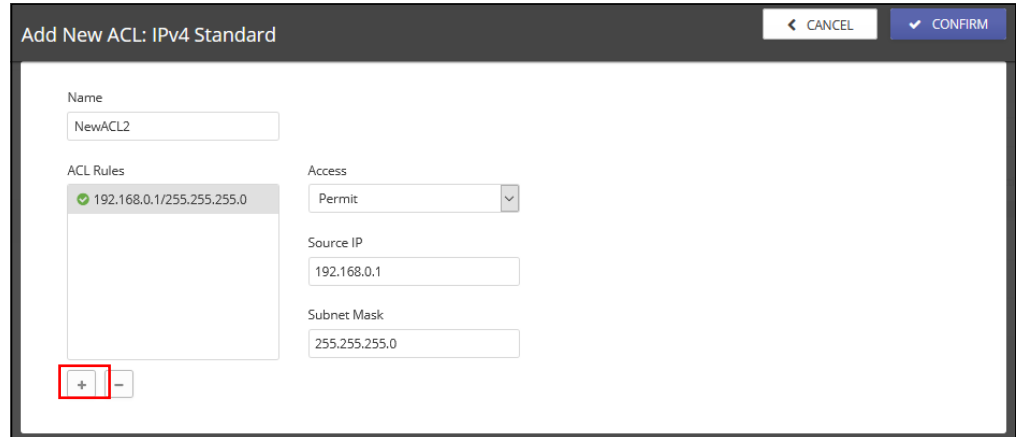 Add New ACL: IPv4 Standard
CANCEL
CONFIRM
Name
NewACL2
ACL Rules
192.168.0.1/255.255.255.0
Access
Permit
Source IP
192.168.0.1
Subnet Mask
255.255.255.0
+ −